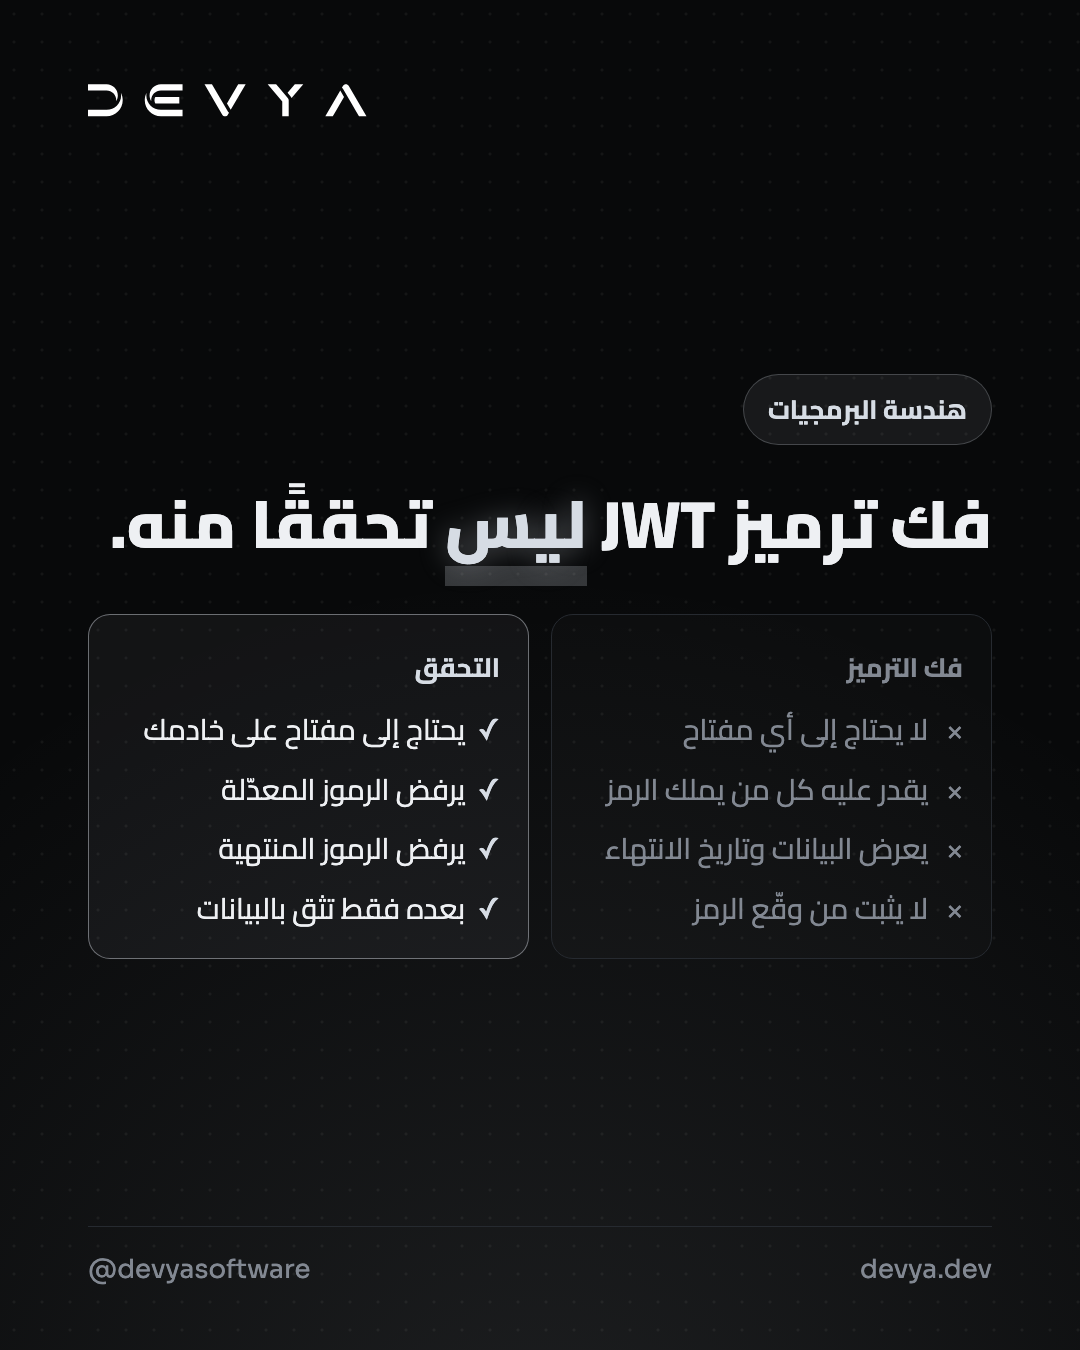 DEVYA
هندسة البرمجيات
فك ترميز JWT ليس تحققًا منه.
فك الترميز
× لا يحتاج إلى أي مفتاح
× يقدر عليه كل من يملك الرمز
× يعرض البيانات وتاريخ الانتهاء
× لا يثبت من وقّع الرمز
التحقق
✓ يحتاج إلى مفتاح على خادمك
✓ يرفض الرموز المعدّلة
✓ يرفض الرموز المنتهية
✓ بعده فقط تثق بالبيانات
@devyasoftware
devya.dev